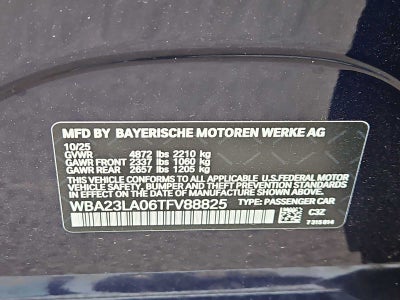 MFD BY BAYERISCHE MOTOREN WERKE AG
10/25
GVWR 4872 lbs 2210 kg
GAWR FRONT 2337 lbs 1060 kg
GAWR REAR 2657 lbs 1205 kg
THIS VEHICLE CONFORMS TO ALL APPLICABLE U.S.FEDERAL MOTOR
VEHICLE SAFETY, BUMPER, AND THEFT PREVENTION STANDARDS
IN EFFECT ON THE DATE OF MANUFACTURE SHOWN ABOVE.
WBA23LA06TFV88825 TYPE: PASSENGER CAR
C3Z
7315014